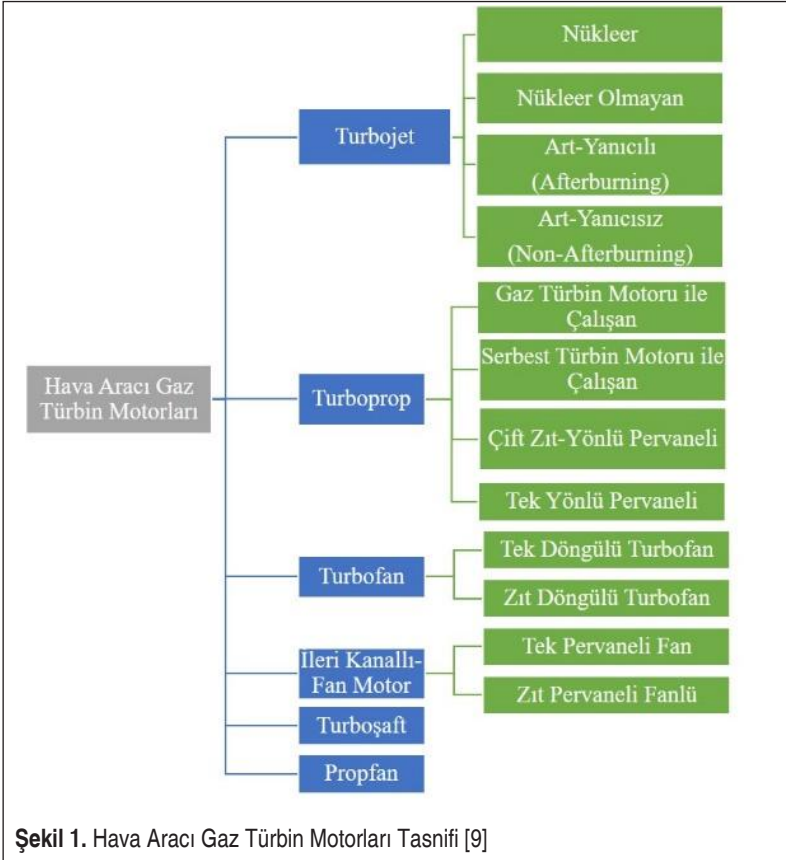 Hava Aracı Gaz
Türbin Motorları
Turbojet
Nükleer
Nükleer Olmayan
Art-Yanıcılı
(Afterburning)
Art-Yanıcısız
(Non-Afterburning)
Turboprop
Gaz Türbin Motoru ile
Çalışan
Serbest Türbin Motoru ile
Çalışan
Çift Zıt-Yönlü Pervaneli
Tek Yönlü Pervaneli
Turbofan
Tek Döngülü Turbofan
Zıt Döngülü Turbofan
İleri Kanallı-
Fan Motor
Tek Pervaneli Fan
Zıt Pervaneli Fanlü
Turboşaft
Propfan
Şekil 1. Hava Aracı Gaz Türbin Motorları Tasnifi [9]